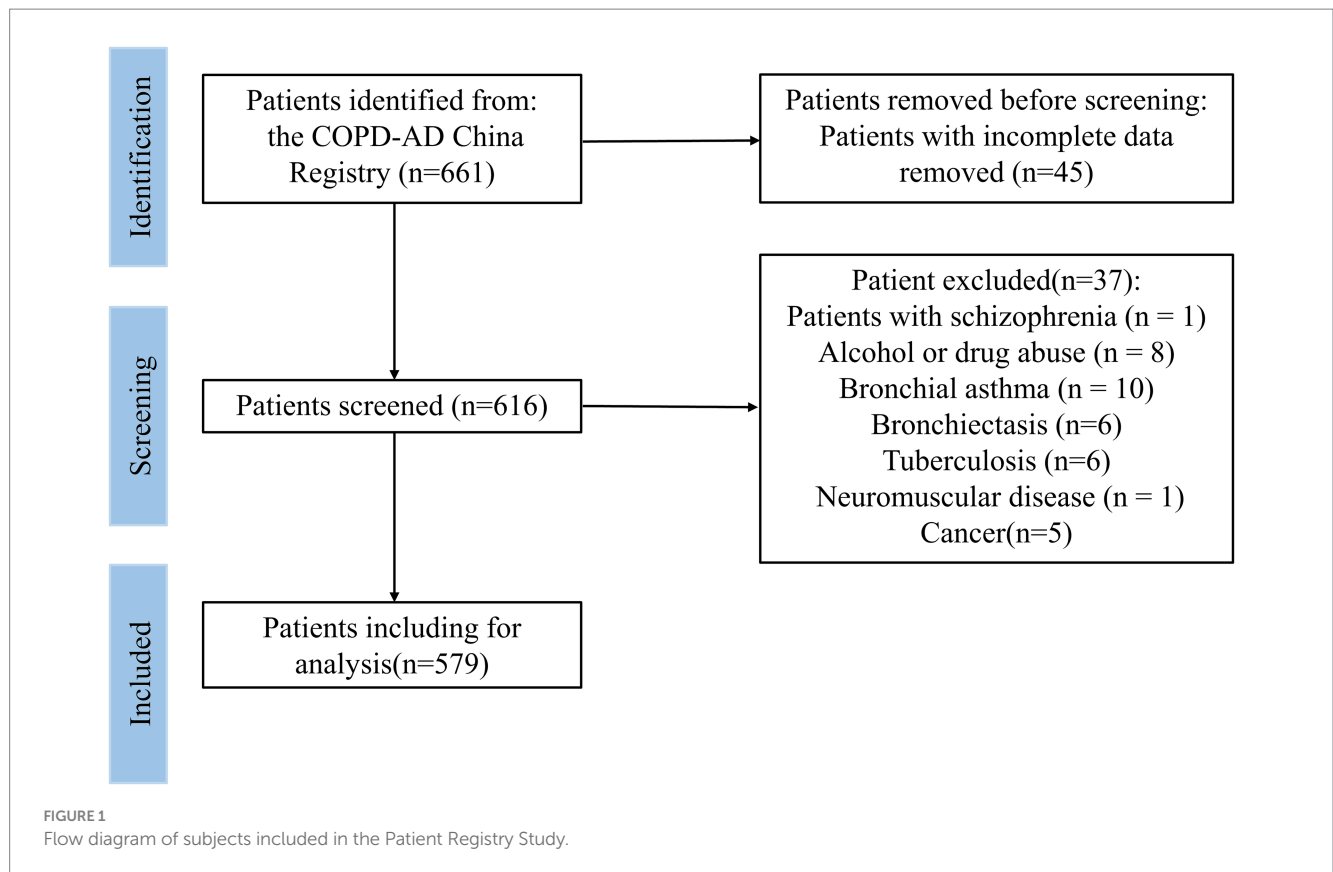 Identification
Patients identified from:
the COPD-AD China
Registry (n=661)
Patients removed before screening:
Patients with incomplete data
removed (n=45)
Screening
Patients screened (n=616)
Patient excluded(n=37):
Patients with schizophrenia (n = 1)
Alcohol or drug abuse (n = 8)
Bronchial asthma (n = 10)
Bronchiectasis (n=6)
Tuberculosis (n=6)
Neuromuscular disease (n = 1)
Cancer(n=5)
Included
Patients including for
analysis(n=579)
FIGURE 1
Flow diagram of subjects included in the Patient Registry Study.